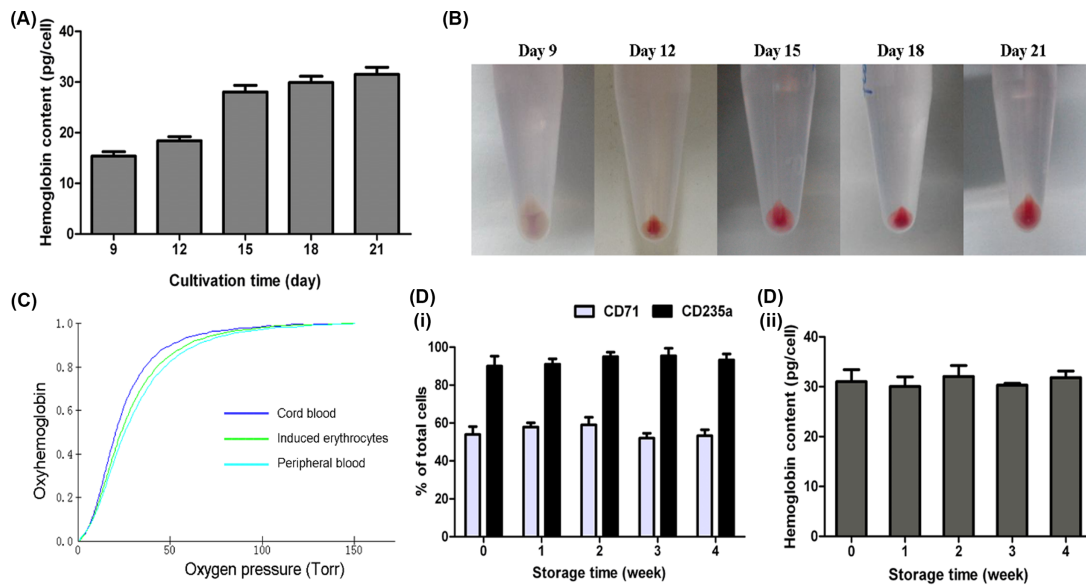 (A)
Hemoglobin content (pg/cell)
40
30
20
10
0
9 12 15 18 21
Cultivation time (day)
(B)
Day 9 Day 12 Day 15 Day 18 Day 21
(C)
Oxyhemoglobin
1.0
0.8
0.6
0.4
0.2
0
0 50 100 150
Oxygen pressure (Torr)
Cord blood
Induced erythrocytes
Peripheral blood
(D)
(i)
CD71 CD235a
% of total cells
100
80
60
40
20
0
0 1 2 3 4
Storage time (week)
(D)
(ii)
Hemoglobin content (pg/cell)
40
30
20
10
0
0 1 2 3 4
Storage time (week)